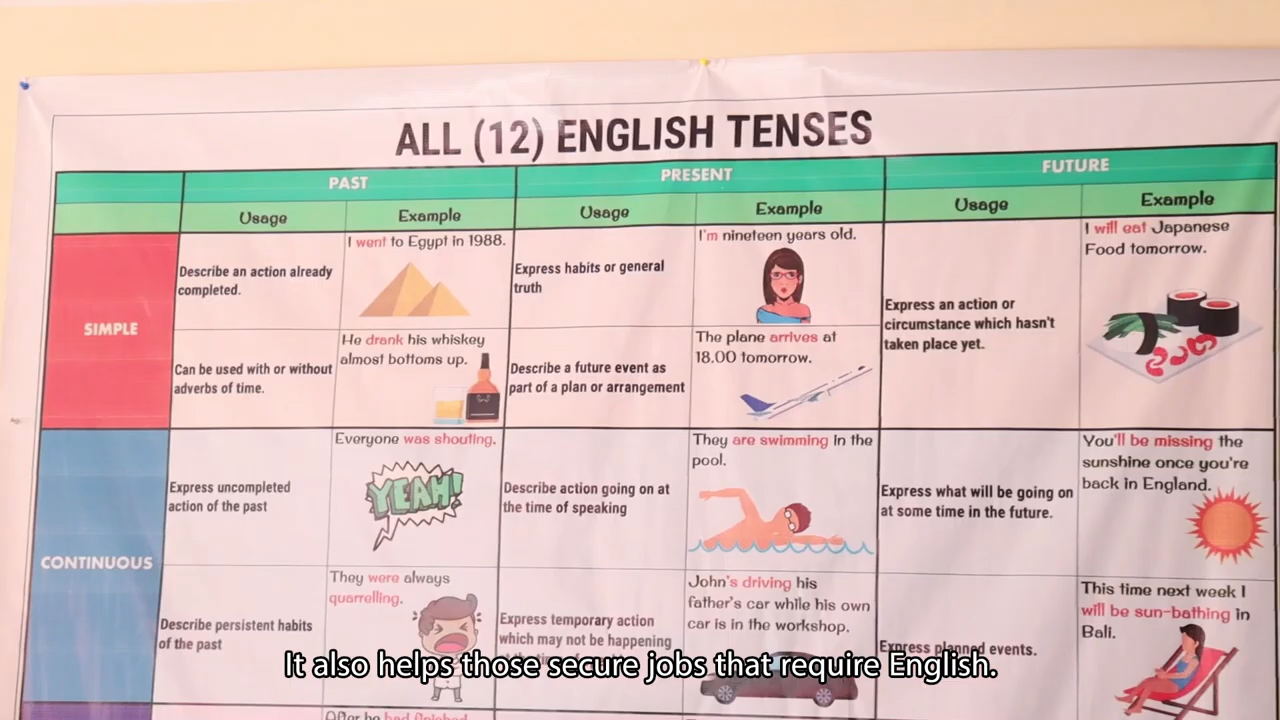 ALL (12) ENGLISH TENSES
PAST
PRESENT
FUTURE
Usage
Example
Usage
Example
Usage
Example
SIMPLE
Describe an action already
completed.
I went to Egypt in 1988.
Express habits or general
truth
I'm nineteen years old.
Express an action or
circumstance which hasn't
taken place yet.
I will eat Japanese
Food tomorrow.
Can be used with or without
adverbs of time.
He drank his whiskey
almost bottoms up.
Describe a future event as
part of a plan or arrangement
The plane arrives at
18.00 tomorrow.
CONTINUOUS
Express uncompleted
action of the past
Everyone was shouting.
YEAH!
Describe action going on at
the time of speaking
They are swimming in the
pool.
Express what will be going on
at some time in the future.
You'll be missing the
sunshine once you're
back in England.
Describe persistent habits
of the past
They were always
quarrelling.
Express temporary action
which may not be happening
John's driving his
father's car while his own
car is in the workshop.
Express planned events.
This time next week I
will be sun-bathing in
Bali.
After he had finished
It also helps those secure jobs that require English.